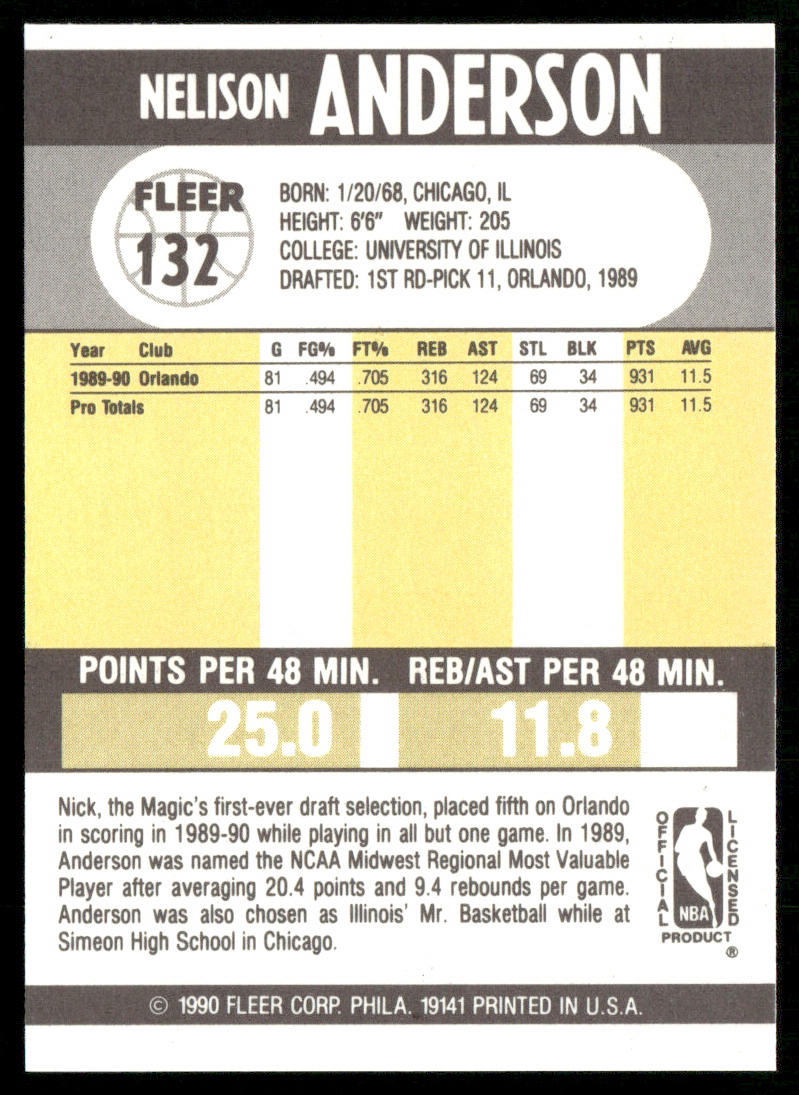 NELISON ANDERSON
FLEER
132
BORN: 1/20/68, CHICAGO, IL
HEIGHT: 6'6" WEIGHT: 205
COLLEGE: UNIVERSITY OF ILLINOIS
DRAFTED: 1ST RD-PICK 11, ORLANDO, 1989
Year Club G FG% FT% REB AST STL BLK PTS AVG
1989-90 Orlando 81 .494 .705 316 124 69 34 931 11.5
Pro Totals 81 .494 .705 316 124 69 34 931 11.5
POINTS PER 48 MIN. REB/AST PER 48 MIN.
25.0 11.8
Nick, the Magic's first-ever draft selection, placed fifth on Orlando
in scoring in 1989-90 while playing in all but one game. In 1989,
Anderson was named the NCAA Midwest Regional Most Valuable
Player after averaging 20.4 points and 9.4 rebounds per game.
Anderson was also chosen as Illinois' Mr. Basketball while at
Simeon High School in Chicago.
OFFICIAL
NBA
LICENSED
PRODUCT
®
© 1990 FLEER CORP. PHILA. 19141 PRINTED IN U.S.A.